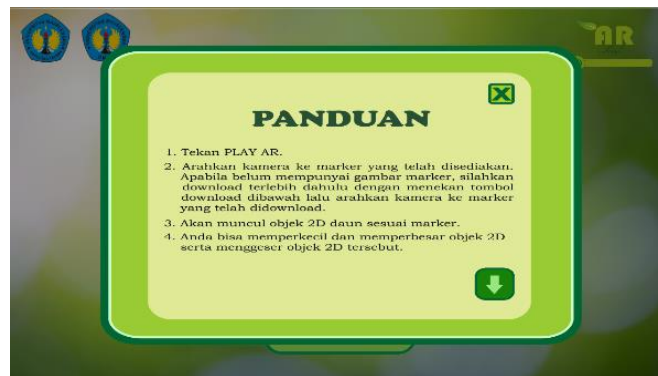 AR
PANDUAN
1. Tekan PLAY AR.
2. Arahkan kamera ke marker yang telah disediakan.
Apabila belum mempunyai gambar marker, silahkan
download terlebih dahulu dengan menekan tombol
download dibawah lalu arahkan kamera ke marker
yang telah didownload.
3. Akan muncul objek 2D daun sesuai marker.
4. Anda bisa memperkecil dan memperbesar objek 2D
serta menggeser objek 2D tersebut.